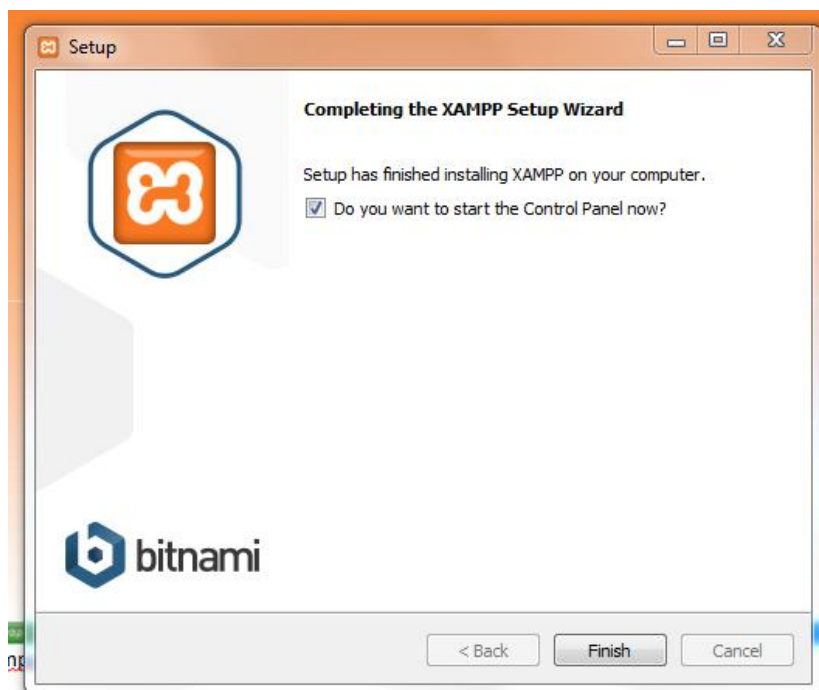 Setup
Completing the XAMPP Setup Wizard
Setup has finished installing XAMPP on your computer.
Do you want to start the Control Panel now?
bitnami
< Back
Finish
Cancel